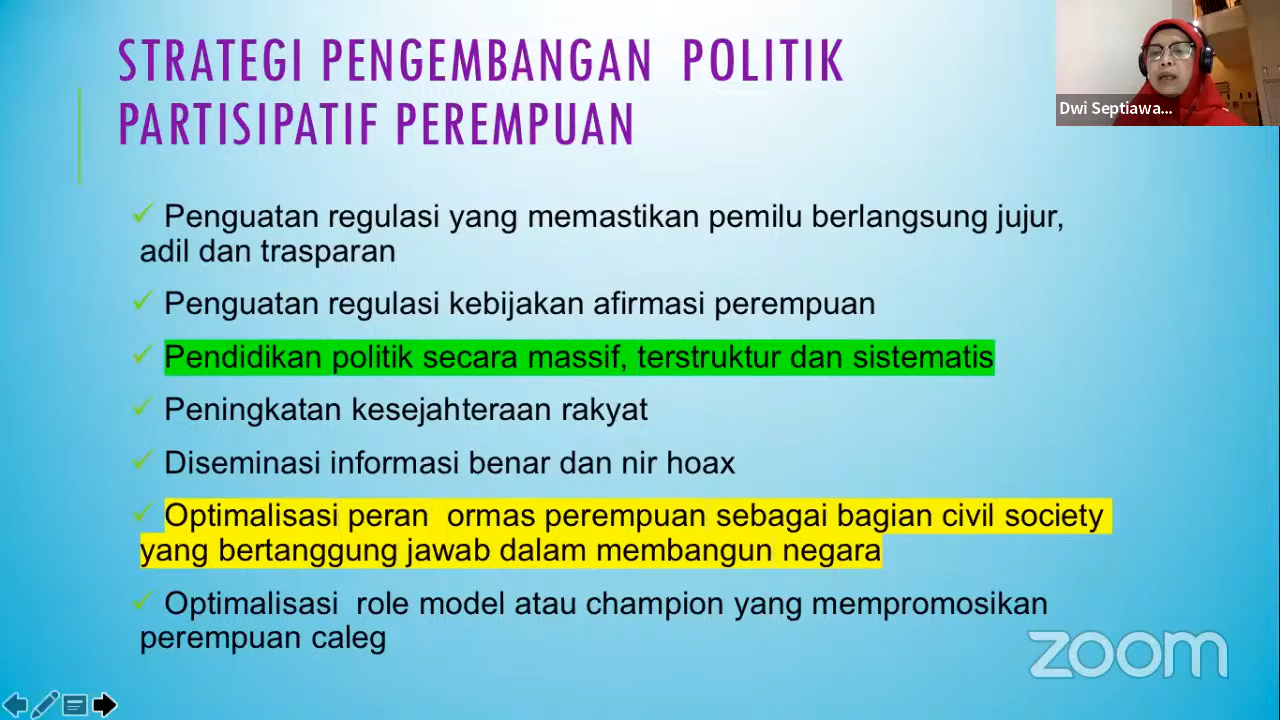 STRATEGI PENGEMBANGAN POLITIK
PARTISIPATIF PEREMPUAN
Dwi Septiawa...
✓ Penguatan regulasi yang memastikan pemilu berlangsung jujur,
adil dan trasparan
✓ Penguatan regulasi kebijakan afirmasi perempuan
✓ Pendidikan politik secara massif, terstruktur dan sistematis
✓ Peningkatan kesejahteraan rakyat
✓ Diseminasi informasi benar dan nir hoax
✓ Optimalisasi peran ormas perempuan sebagai bagian civil society
yang bertanggung jawab dalam membangun negara
✓ Optimalisasi role model atau champion yang mempromosikan
perempuan caleg
zoom